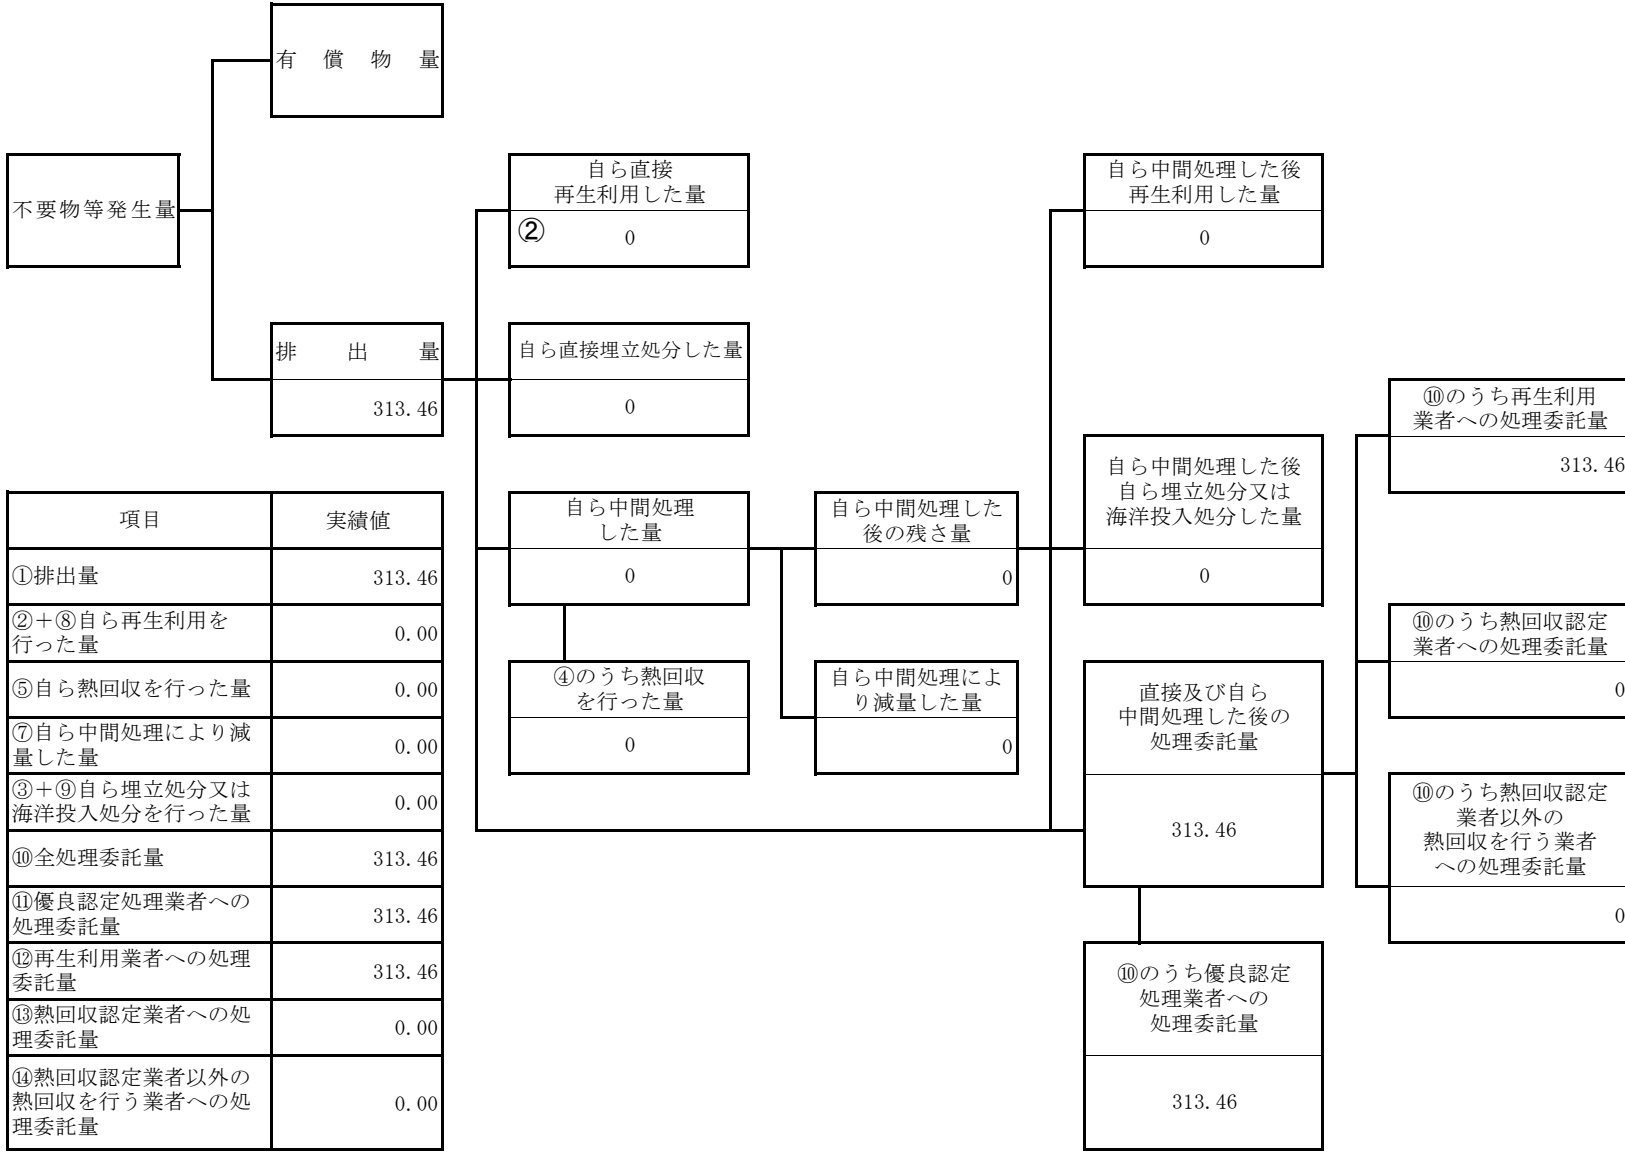 有償物量
不要物等発生量
自ら直接
再生利用した量
②
0
自ら中間処理した後
再生利用した量
0
排出量
313.46
自ら直接埋立処分した量
0
⑩のうち再生利用
業者への処理委託量
313.46
自ら中間処理
した量
0
自ら中間処理した
後の残さ量
0
自ら中間処理した後
自ら埋立処分又は
海洋投入処分した量
0
⑩のうち熱回収認定
業者への処理委託量
0
④のうち熱回収
を行った量
0
自ら中間処理によ
り減量した量
0
直接及び自ら
中間処理した後の
処理委託量
313.46
⑩のうち熱回収認定
業者以外の
熱回収を行う業者
への処理委託量
0
⑩のうち優良認定
処理業者への
処理委託量
313.46
項目 実績値
①排出量 313.46
②＋⑧自ら再生利用を
行った量 0.00
⑤自ら熱回収を行った量 0.00
⑦自ら中間処理により減
量した量 0.00
③＋⑨自ら埋立処分又は
海洋投入処分を行った量 0.00
⑩全処理委託量 313.46
⑪優良認定処理業者への
処理委託量 313.46
⑫再生利用業者への処理
委託量 313.46
⑬熱回収認定業者への処
理委託量 0.00
⑭熱回収認定業者以外の
熱回収を行う業者への処
理委託量 0.00